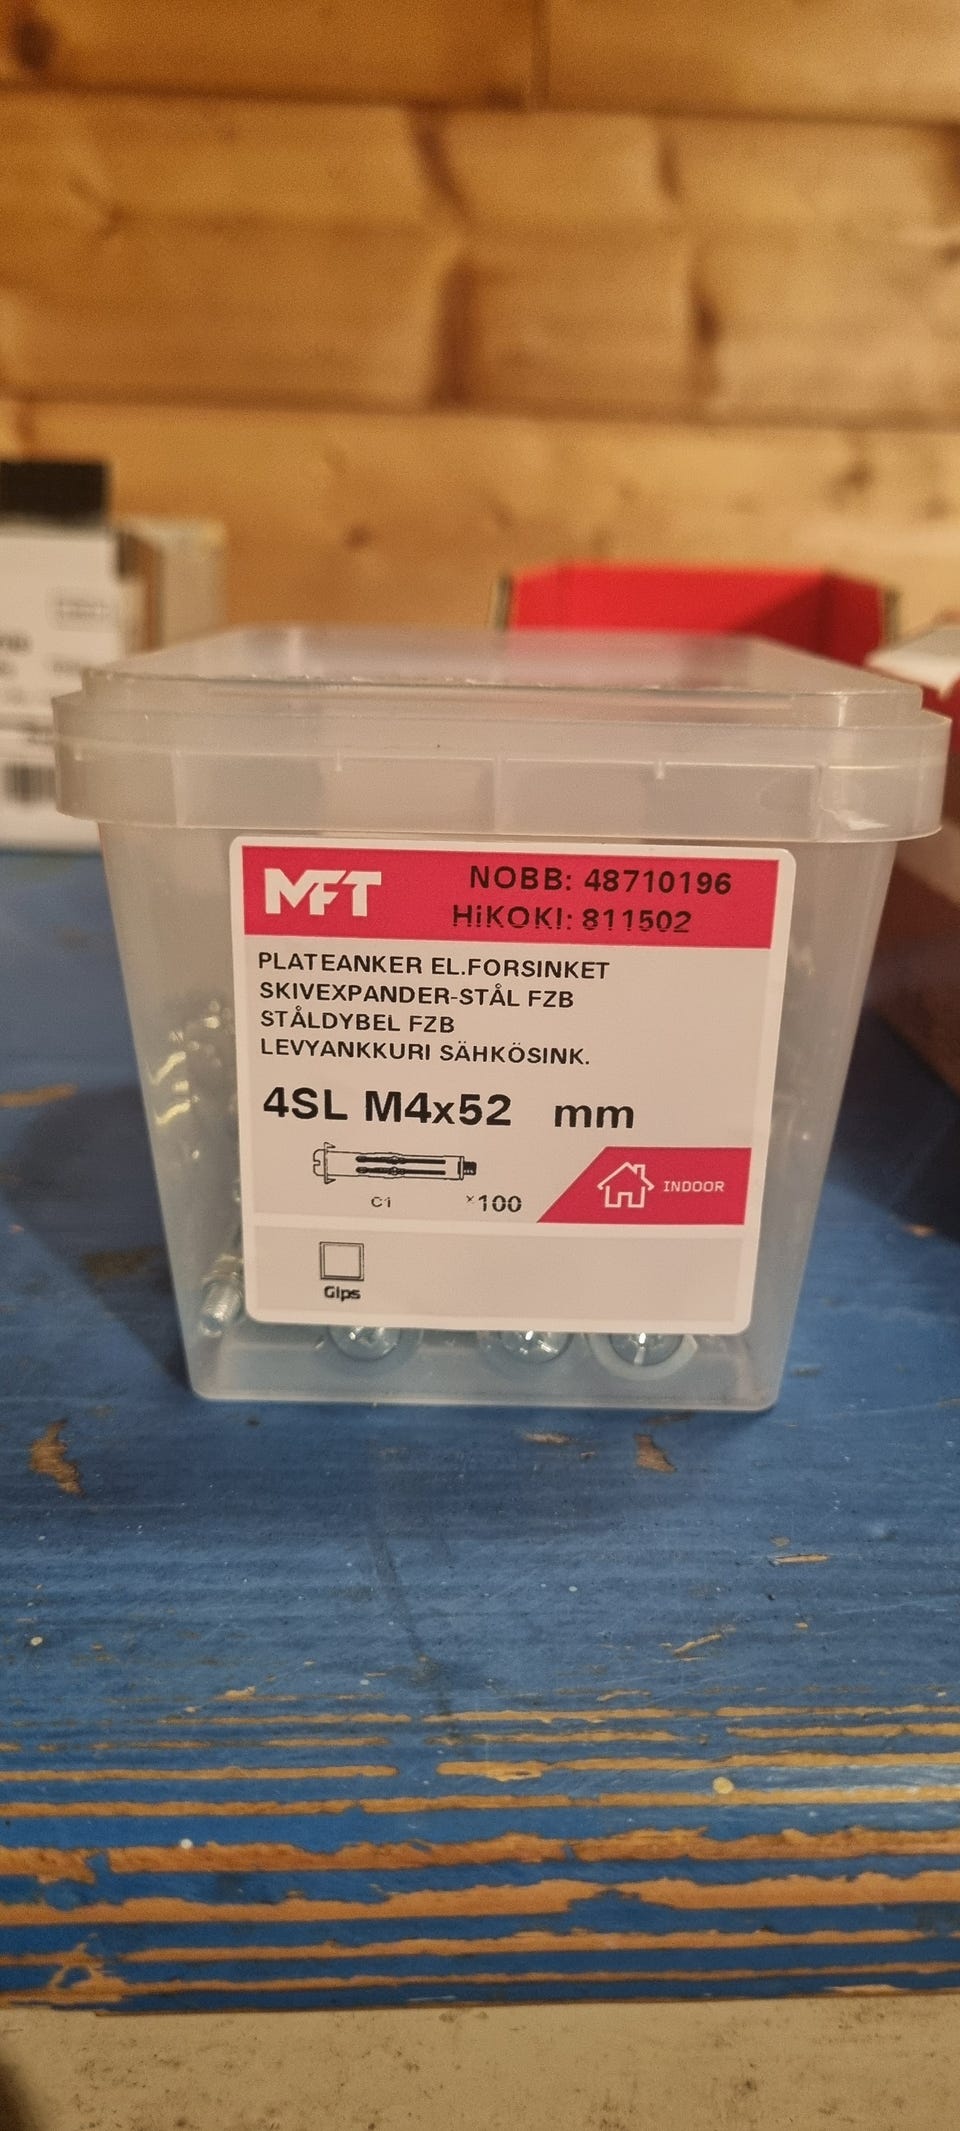 MFT
NOBB: 48710196
HiKOKI: 811502
PLATEANKER EL.FORSINKET
SKIVEXPANDER-STÅL FZB
STÅLDYBEL FZB
LEVYANKKURI SÄHKÖSINK.
4SL M4x52 mm
C1 x100
INDOOR
Gips